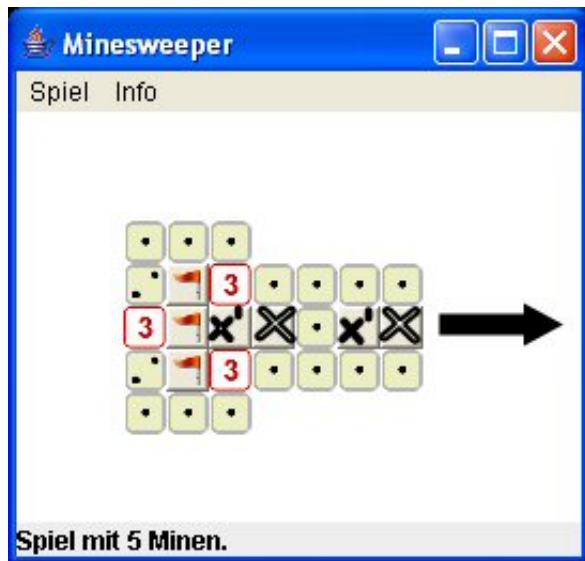 Minesweeper
Spiel Info
3
3 x' x'
3
Spiel mit 5 Minen.